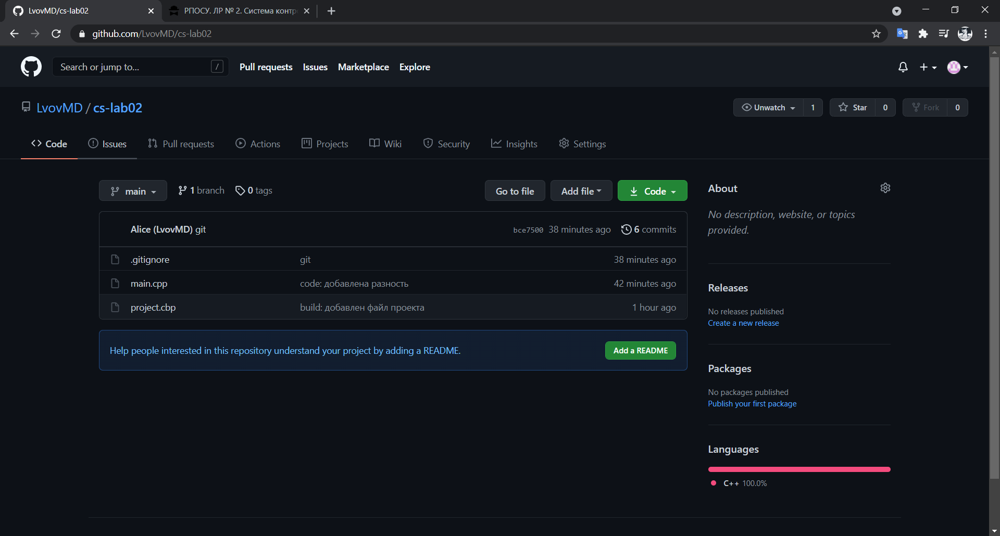 LvovMD/cs-lab02
РПОСУ. ЛР № 2. Система контр
github.com/LvovMD/cs-lab02
Search or jump to... /
Pull requests Issues Marketplace Explore
LvovMD / cs-lab02
Unwatch 1 Star 0 Fork 0
Code Issues Pull requests Actions Projects Wiki Security Insights Settings
main 1 branch 0 tags Go to file Add file Code
Alice (LvovMD) git bce7500 38 minutes ago 6 commits
.gitignore git 38 minutes ago
main.cpp code: добавлена разность 42 minutes ago
project.cbp build: добавлен файл проекта 1 hour ago
Help people interested in this repository understand your project by adding a README. Add a README
About
No description, website, or topics
provided.
Releases
No releases published
Create a new release
Packages
No packages published
Publish your first package
Languages
C++ 100.0%